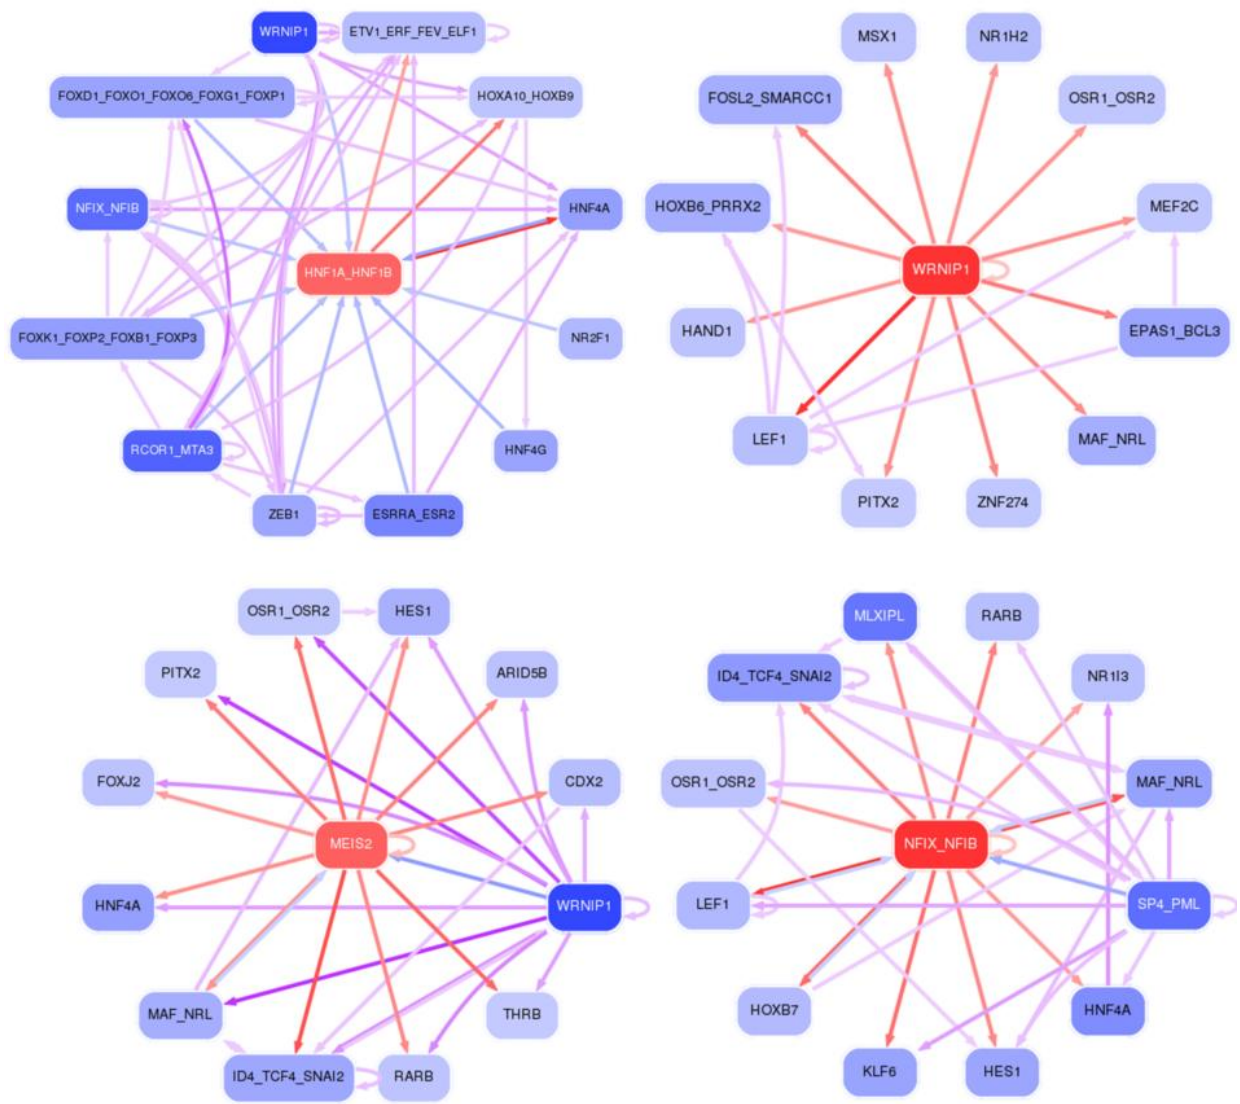 WRNIP1
ETV1_ERF_FEV_ELF1
FOXD1_FOXO1_FOXO6_FOXG1_FOXP1
HOXA10_HOXB9
NFIX_NFIB
HNF4A
HNF1A_HNF1B
FOXK1_FOXP2_FOXB1_FOXP3
NR2F1
RCOR1_MTA3
HNF4G
ZEB1
ESRRA_ESR2
MSX1
NR1H2
FOSL2_SMARCC1
OSR1_OSR2
HOXB6_PRRX2
MEF2C
WRNIP1
HAND1
EPAS1_BCL3
LEF1
MAF_NRL
PITX2
ZNF274
OSR1_OSR2
HES1
PITX2
ARID5B
FOXJ2
CDX2
MEIS2
HNF4A
WRNIP1
MAF_NRL
THRB
ID4_TCF4_SNAI2
RARB
MLXIPL
RARB
ID4_TCF4_SNAI2
NR1I3
OSR1_OSR2
MAF_NRL
NFIX_NFIB
LEF1
SP4_PML
HOXB7
HNF4A
KLF6
HES1